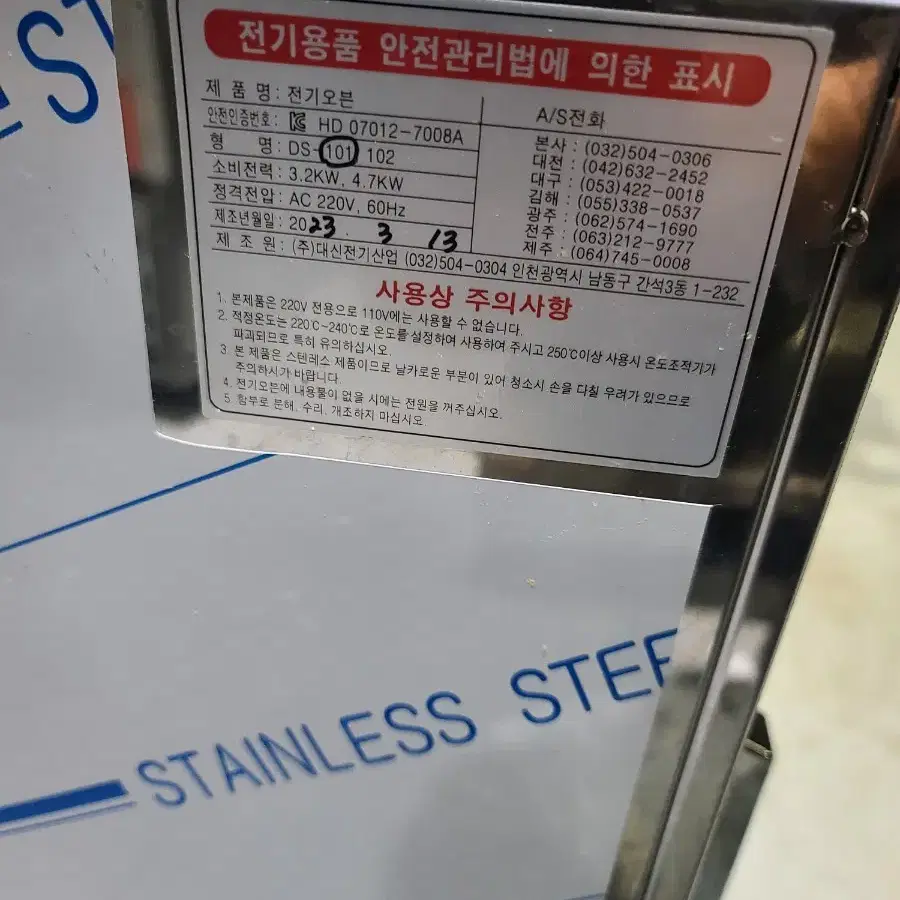 ST
전기용품 안전관리법에 의한 표시
제 품 명 : 전기오븐
안전인증번호 : HD 07012-7008A
형 명 : DS-101 102
소비전력 : 3.2KW, 4.7KW
정격전압 : AC 220V, 60Hz
제조년월일 : 2023 . 3 . 13
A/S전화
본사 : (032)504-0306
대전 : (042)632-2452
대구 : (053)422-0018
김해 : (055)338-0537
광주 : (062)574-1690
전주 : (063)212-9777
제주 : (064)745-0008
제 조 원 : (주)대신전기산업 (032)504-0304 인천광역시 남동구 간석3동 1-232
사용상 주의사항
1. 본제품은 220V 전용으로 110V에는 사용할 수 없습니다.
2. 적정온도는 220℃~240℃로 온도를 설정하여 사용하여 주시고 250℃이상 사용시 온도조적기가
파괴되므로 특히 유의하십시오.
3. 본 제품은 스텐레스 제품이므로 날카로운 부분이 있어 청소시 손을 다칠 우려가 있으므로
주의하시가 바랍니다.
4. 전기오븐에 내용물이 없을 시에는 전원을 꺼주십시오.
5. 함부로 분해, 수리, 개조하지 마십시오.
STAINLESS STEE